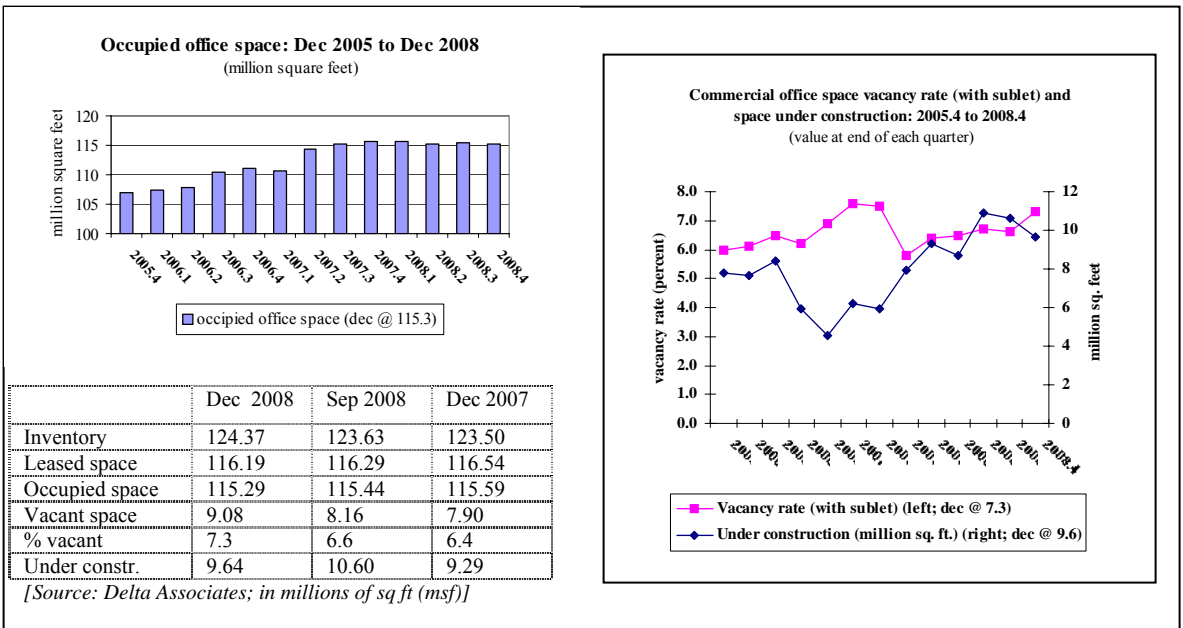 Occupied office space: Dec 2005 to Dec 2008
(million square feet)
million square feet
120
115
110
105
100
2005.4
2006.1
2006.2
2006.3
2006.4
2007.1
2007.2
2007.3
2007.4
2008.1
2008.2
2008.3
2008.4
occipied office space (dec @ 115.3)
Dec 2008 Sep 2008 Dec 2007
Inventory 124.37 123.63 123.50
Leased space 116.19 116.29 116.54
Occupied space 115.29 115.44 115.59
Vacant space 9.08 8.16 7.90
% vacant 7.3 6.6 6.4
Under constr. 9.64 10.60 9.29
[Source: Delta Associates; in millions of sq ft (msf)]
Commercial office space vacancy rate (with sublet) and
space under construction: 2005.4 to 2008.4
(value at end of each quarter)
vacancy rate (percent)
8.0
7.0
6.0
5.0
4.0
3.0
2.0
1.0
0.0
12
10
8
6
4
2
0
million sq. feet
2008.4
Vacancy rate (with sublet) (left; dec @ 7.3)
Under construction (million sq. ft.) (right; dec @ 9.6)